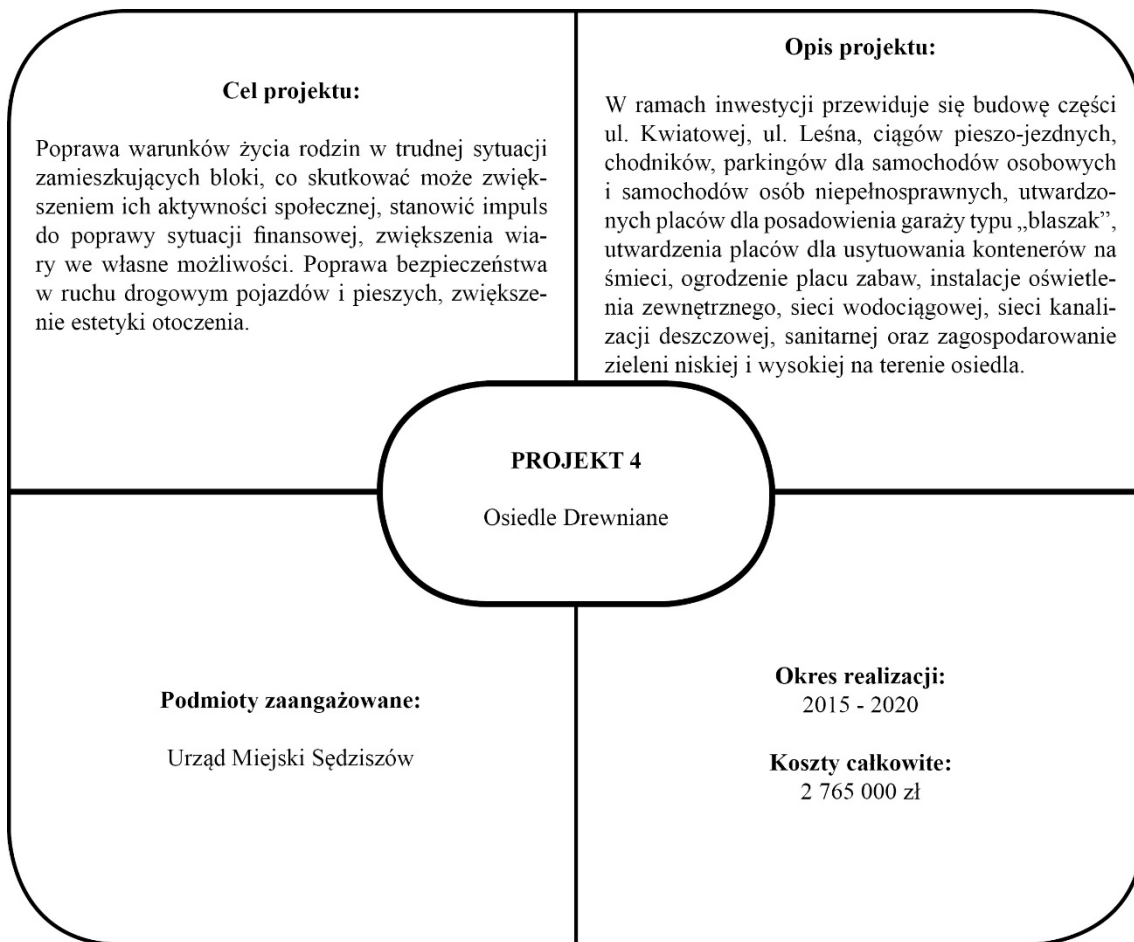 Cel projektu:
Poprawa warunków życia rodzin w trudnej sytuacji
zamieszkujących bloki, co skutkować może zwięk-
szeniem ich aktywności społecznej, stanowić impuls
do poprawy sytuacji finansowej, zwiększenia wia-
ry we własne możliwości. Poprawa bezpieczeństwa
w ruchu drogowym pojazdów i pieszych, zwiększe-
nie estetyki otoczenia.
Opis projektu:
W ramach inwestycji przewiduje się budowę części
ul. Kwiatowej, ul. Leśna, ciągów pieszo-jezdnych,
chodników, parkingów dla samochodów osobowych
i samochodów osób niepełnosprawnych, utwardzo-
nych placów dla posadowienia garaży typu „blaszak”,
utwardzenia placów dla usytuowania kontenerów na
śmieci, ogrodzenie placu zabaw, instalacje oświetle-
nia zewnętrznego, sieci wodociągowej, sieci kanali-
zacji deszczowej, sanitarnej oraz zagospodarowanie
zieleni niskiej i wysokiej na terenie osiedla.
PROJEKT 4
Osiedle Drewniane
Podmioty zaangażowane:
Urząd Miejski Sędziszów
Okres realizacji:
2015 - 2020
Koszty całkowite:
2 765 000 zł